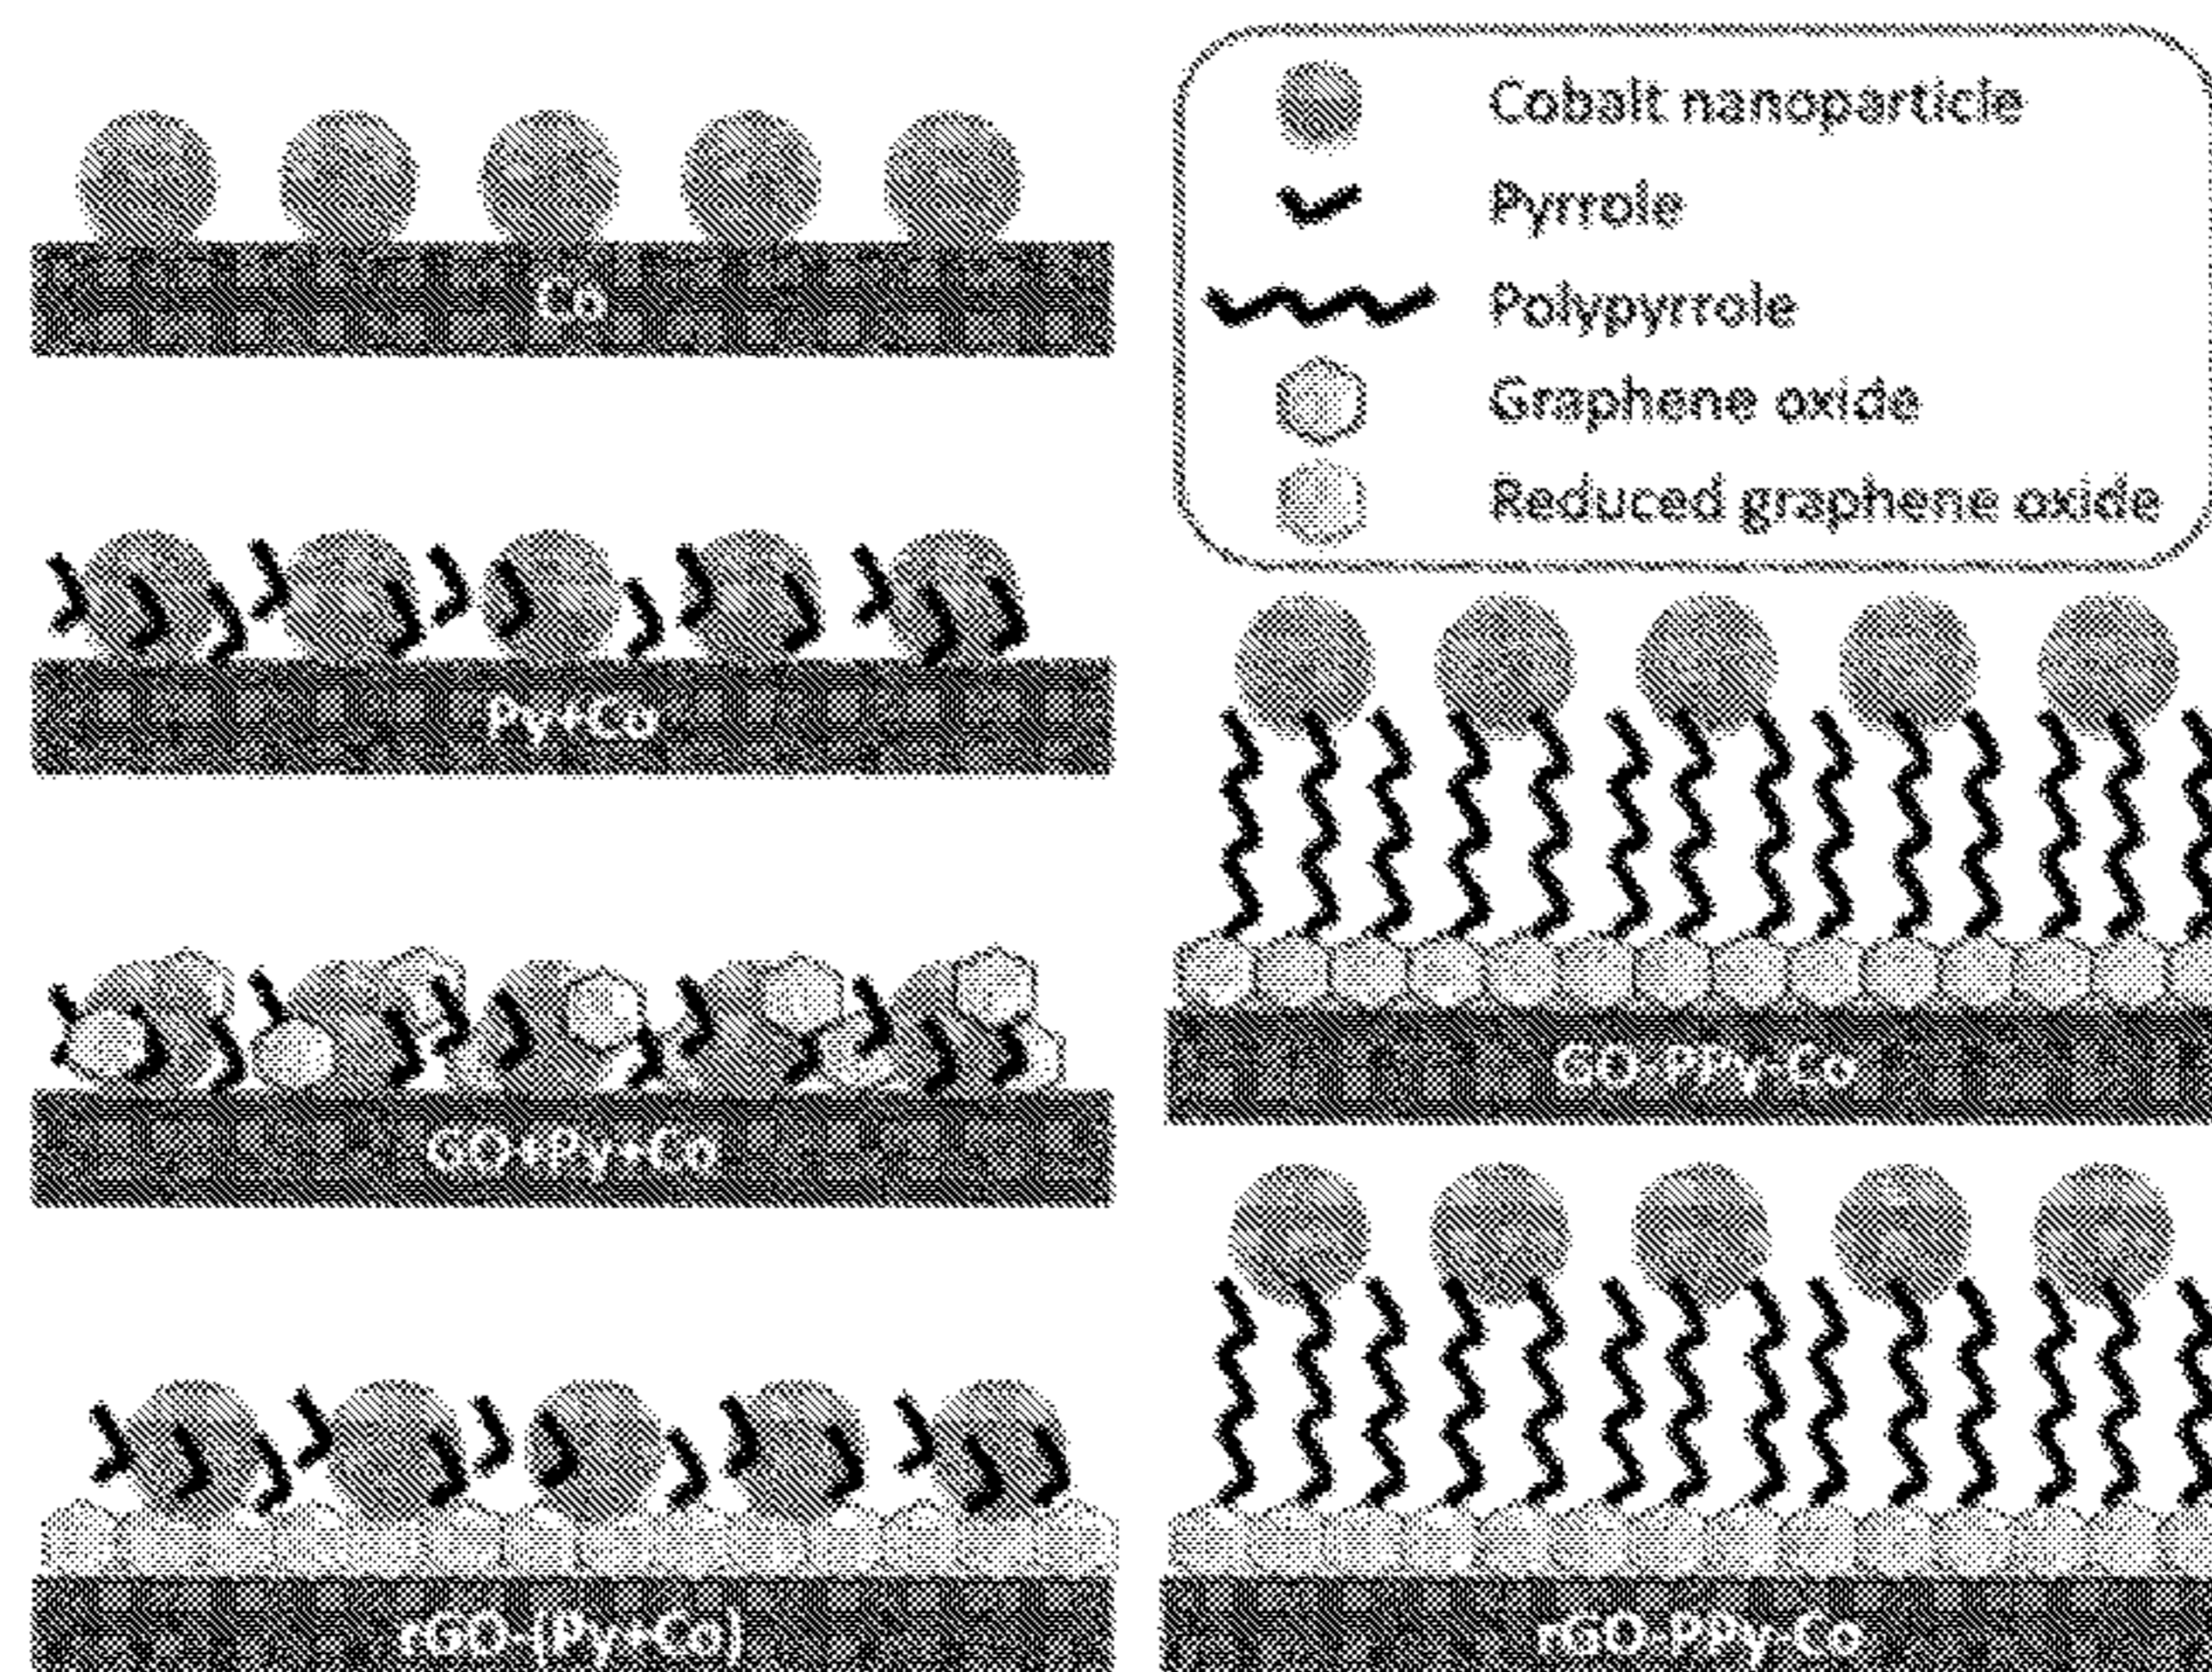 Co
Py+Co
GO+Py+Co
rGO-(Py+Co)
Cobalt nanoparticle
Pyrrole
Polypyrrole
Graphene oxide
Reduced graphene oxide
GO-PPy-Co
rGO-PPy-Co